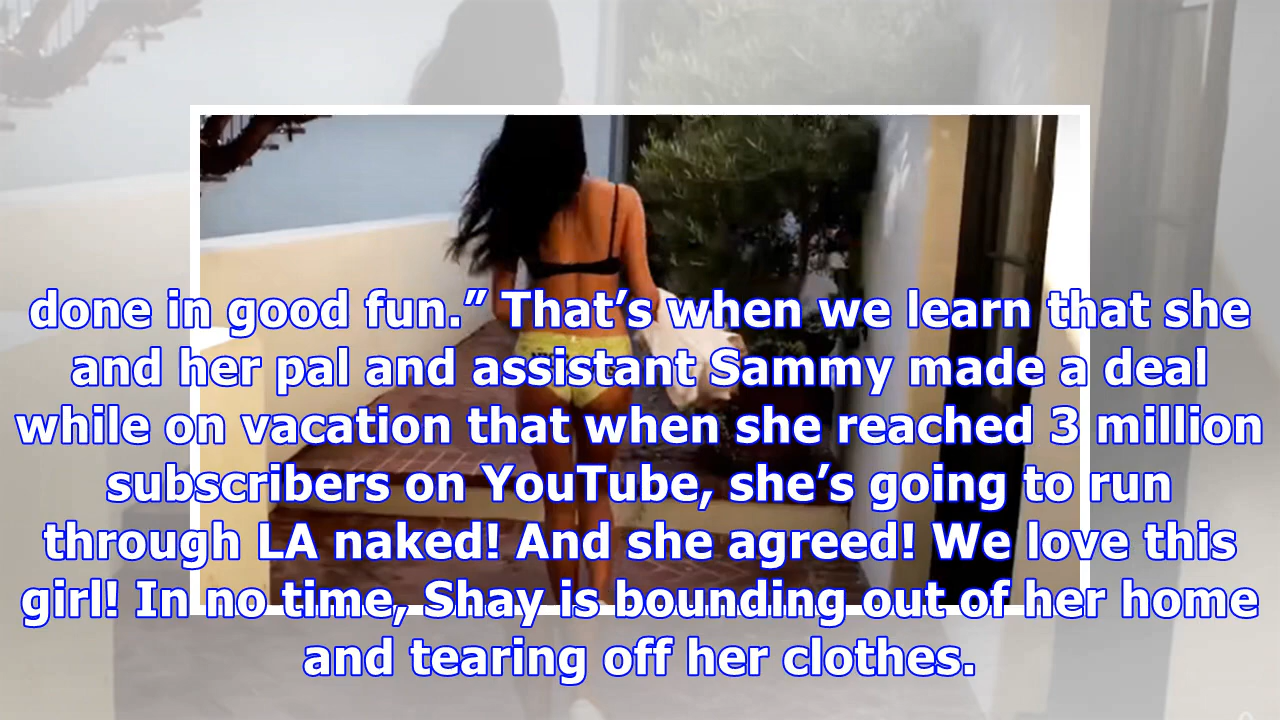 done in good fun.” That’s when we learn that she
and her pal and assistant Sammy made a deal
while on vacation that when she reached 3 million
subscribers on YouTube, she’s going to run
through LA naked! And she agreed! We love this
girl! In no time, Shay is bounding out of her home
and tearing off her clothes.